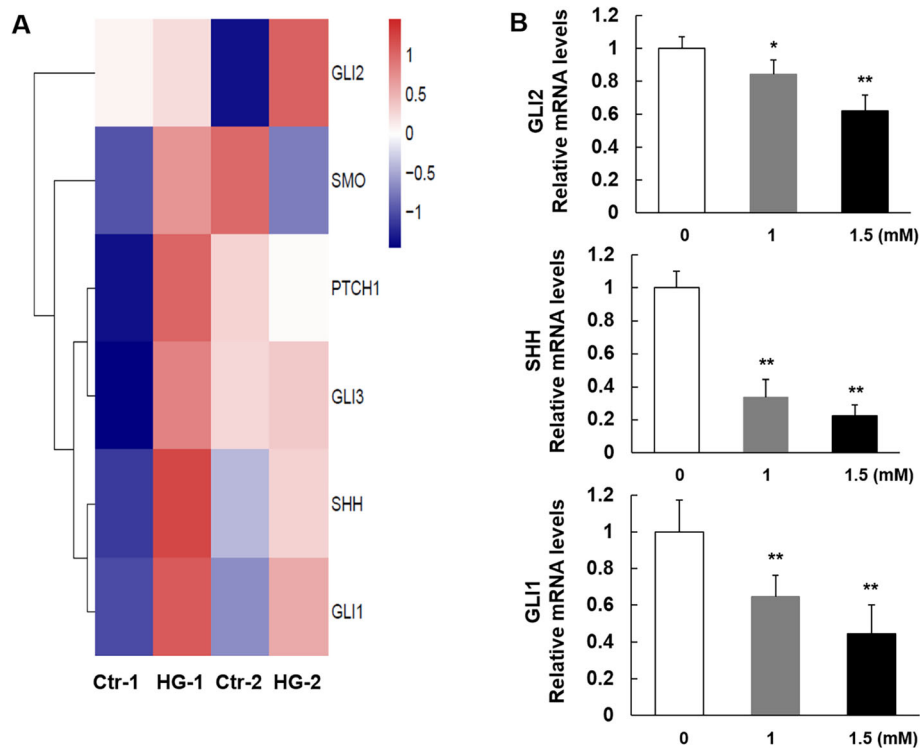 A
1
0.5
0
−0.5
−1
GLI2
SMO
PTCH1
GLI3
SHH
GLI1
Ctr-1 HG-1 Ctr-2 HG-2
B
GLI2
Relative mRNA levels
1.2
1
0.8
0.6
0.4
0.2
0
*
**
0 1 1.5 (mM)
SHH
Relative mRNA levels
1.2
1
0.8
0.6
0.4
0.2
0
**
**
0 1 1.5 (mM)
GLI1
Relative mRNA levels
1.2
1
0.8
0.6
0.4
0.2
0
**
**
0 1 1.5 (mM)